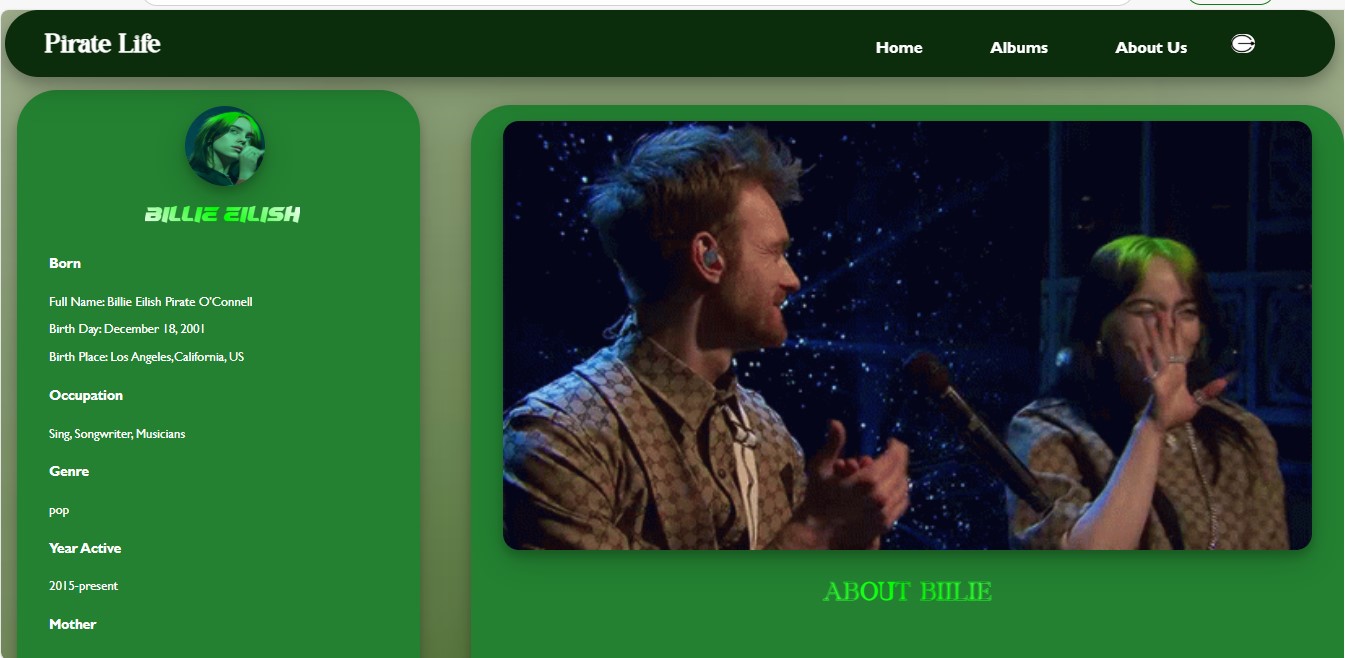 Pirate Life
Home
Albums
About Us
BILLIE EILISH
Born
Full Name: Billie Eilish Pirate O'Connell
Birth Day: December 18, 2001
Birth Place: Los Angeles,California, US
Occupation
Sing, Songwriter, Musicians
Genre
pop
Year Active
2015-present
Mother
ABOUT BIILIE